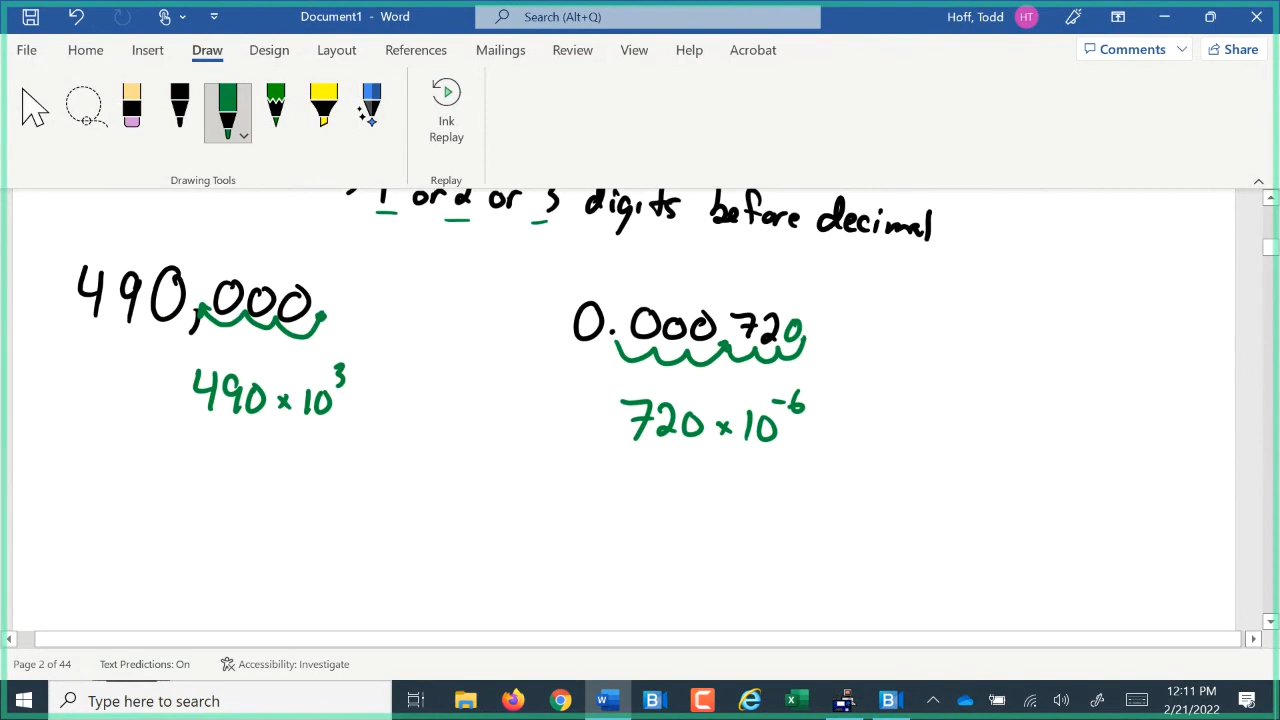 Document1 - Word
Search (Alt+Q)
Hoff, Todd
HT
File Home Insert Draw Design Layout References Mailings Review View Help Acrobat
Comments
Share
Ink Replay
Drawing Tools
Replay
1 or 2 or 3 digits before decimal
490,000
0.000720
490 × 10³
720 × 10⁻⁶
Page 2 of 44
Text Predictions: On
Accessibility: Investigate
Type here to search
12:11 PM
2/21/2022